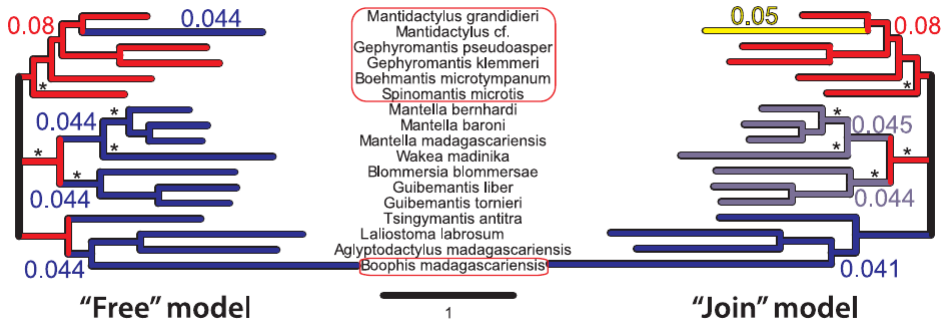 Mantidactylus grandidieri
0.044
0.08
Mantidactylus cf.
0.05
0.08
Gephyromantis pseudoasper
Gephyromantis klemmeri
Boehmantis microtympanum
*
Spinomantis microtis
*
Mantella bernhardi
*
*
0.044
Mantella baroni
0.045
Mantella madagascariensis
*
*
Wakea madinika
*
*
Blommersia blommersae
*
*
0.044
Guibemantis liber
0.044
Guibemantis tornieri
Tsingymantis antitra
Laliostoma labrosum
Aglyptodactylus madagascariensis
0.044
Boophis madagascariensis
0.041
"Free" model
1
"Join" model